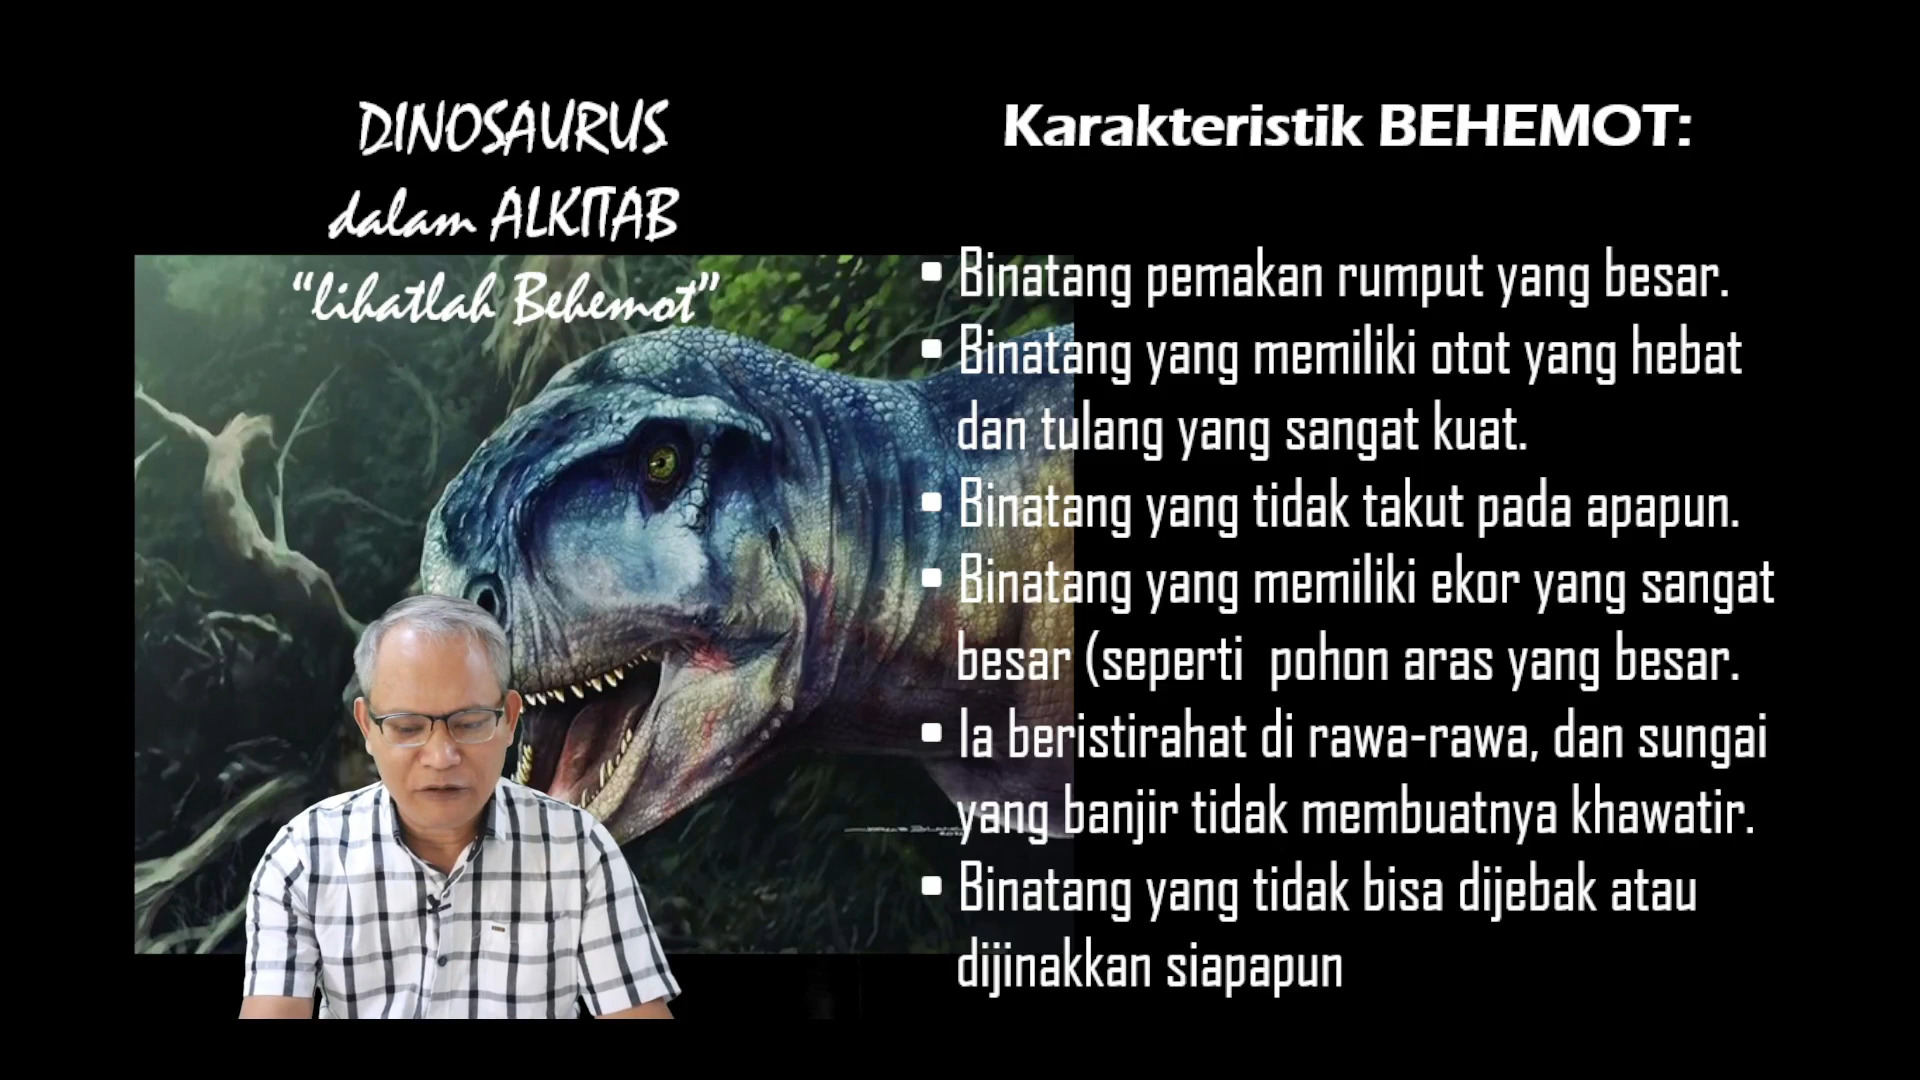 DINOSAURUS
dalam ALKITAB
“lihatlah Behemot”
Karakteristik BEHEMOT:
▪ Binatang pemakan rumput yang besar.
▪ Binatang yang memiliki otot yang hebat
dan tulang yang sangat kuat.
▪ Binatang yang tidak takut pada apapun.
▪ Binatang yang memiliki ekor yang sangat
besar (seperti  pohon aras yang besar.
▪ Ia beristirahat di rawa-rawa, dan sungai
yang banjir tidak membuatnya khawatir.
▪ Binatang yang tidak bisa dijebak atau
dijinakkan siapapun